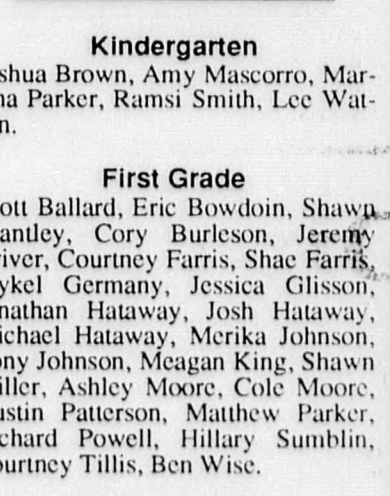 Kindergarten
shua Brown, Amy Mascorro, Mar-
na Parker, Ramsi Smith, Lee Wat-
n.
First Grade
ott Ballard, Eric Bowdoin, Shawn
antley, Cory Burleson, Jeremy
iver, Courtney Farris, Shae Farris,
ykel Germany, Jessica Glisson,
nathan Hataway, Josh Hataway,
ichael Hataway, Merika Johnson,
ony Johnson, Meagan King, Shawn
iller, Ashley Moore, Cole Moore,
ustin Patterson, Matthew Parker,
chard Powell, Hillary Sumblin,
ourtney Tillis, Ben Wise.